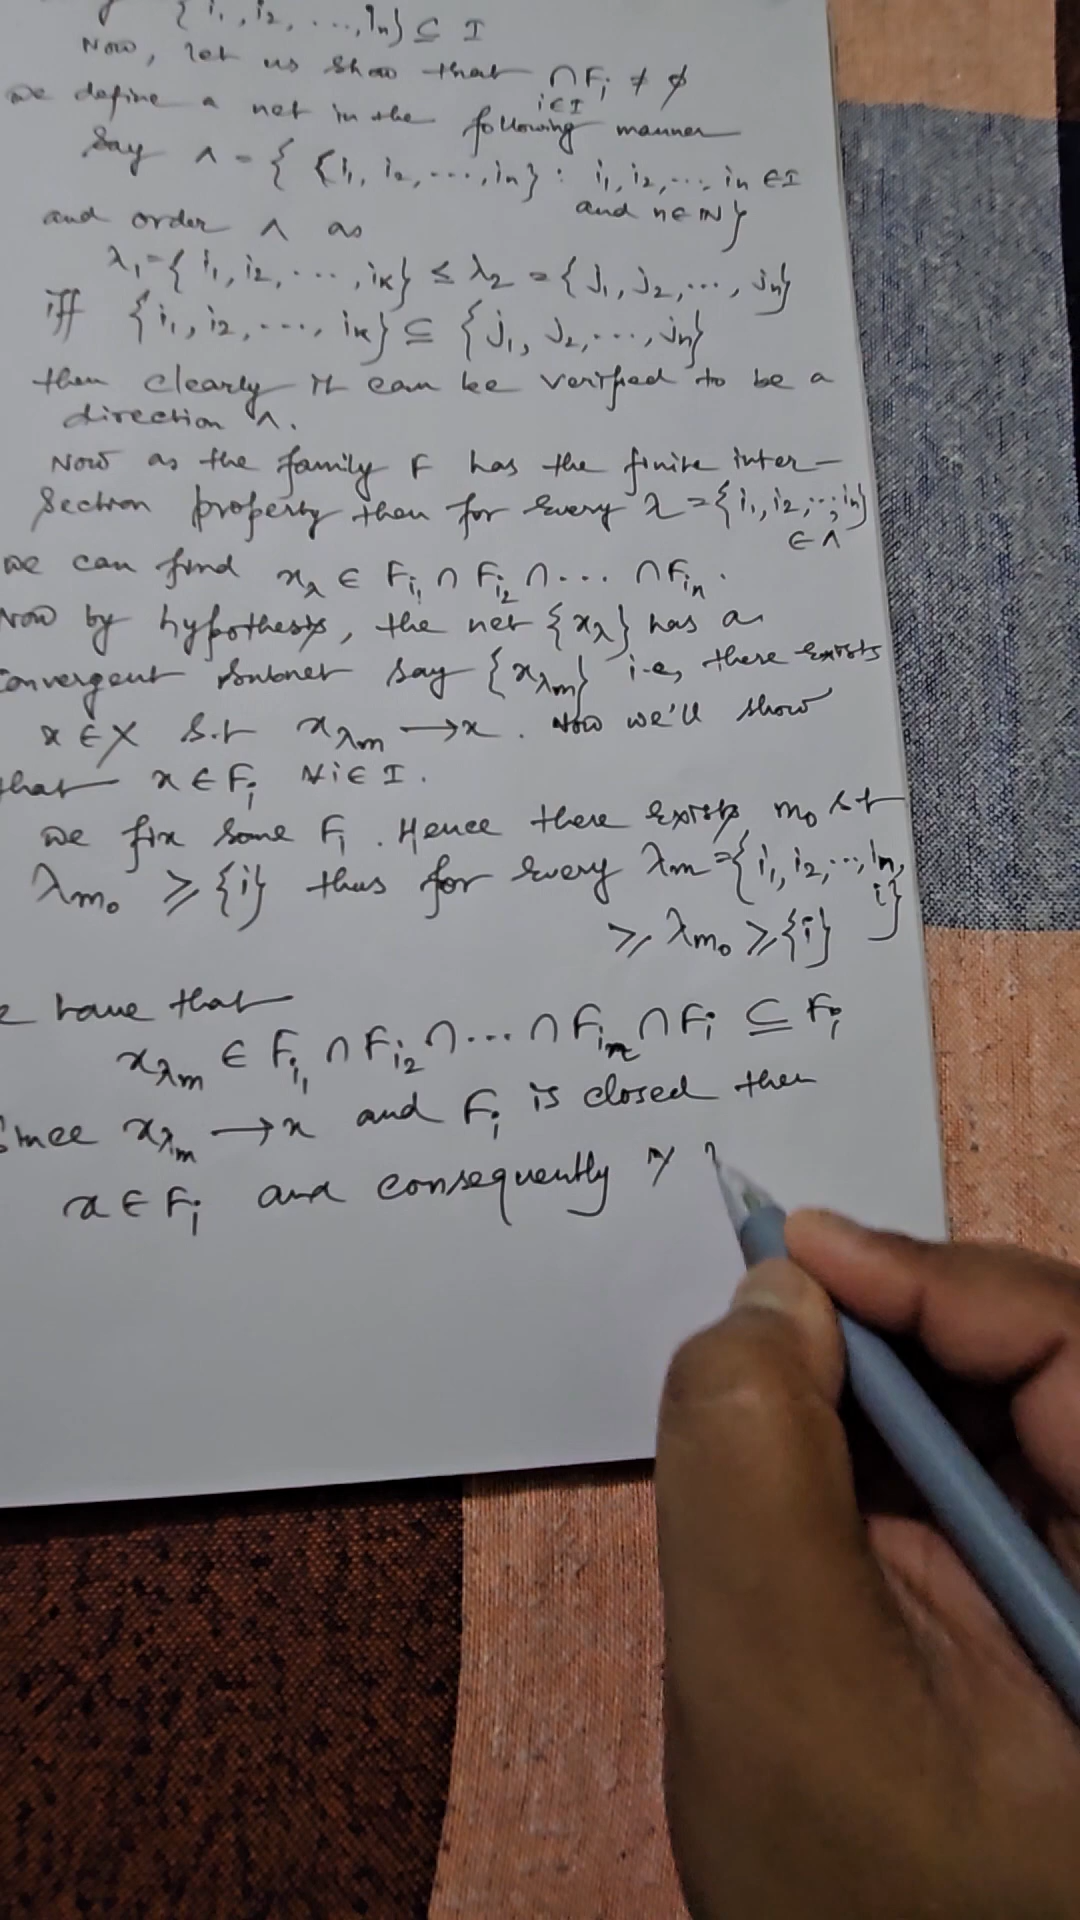 {i₁, i₂, ..., iₙ} ⊆ I
Now, let us show that ∩Fᵢ ≠ φ
i∈I
we define a net in the following manner
Say Λ = { {i₁, i₂, ..., iₙ} : i₁, i₂, ..., iₙ ∈ I
and n∈ℕ}
and order Λ as
λ₁ = {i₁, i₂, ..., iₖ} ≤ λ₂ = {j₁, j₂, ..., jₙ}
iff {i₁, i₂, ..., iₖ} ⊆ {j₁, j₂, ..., jₙ}
then clearly it can be verified to be a
direction Λ.
Now as the family F has the finite inter-
section property then for every λ = {i₁, i₂, ..., iₙ}
∈ Λ
we can find x_λ ∈ F_{i₁} ∩ F_{i₂} ∩ ... ∩ F_{iₙ}.
Now by hypothesis, the net {x_λ} has a
convergent subnet say {x_{λₘ}} i.e, there exists
x ∈ X s.t x_{λₘ} → x. Now we'll show
that x ∈ Fᵢ ∀i∈ I.
we fix some Fᵢ. Hence there exists m₀ s.t
λ_{m₀} ≥ {i} thus for every λₘ = {i₁, i₂, ..., iₙ,
i}
≥ λ_{m₀} ≥ {i}
have that
x_{λₘ} ∈ F_{i₁} ∩ F_{i₂} ∩ ... ∩ F_{iₙ} ∩ Fᵢ ⊆ Fᵢ
Since x_{λₘ} → x and Fᵢ is closed then
x ∈ Fᵢ and consequently